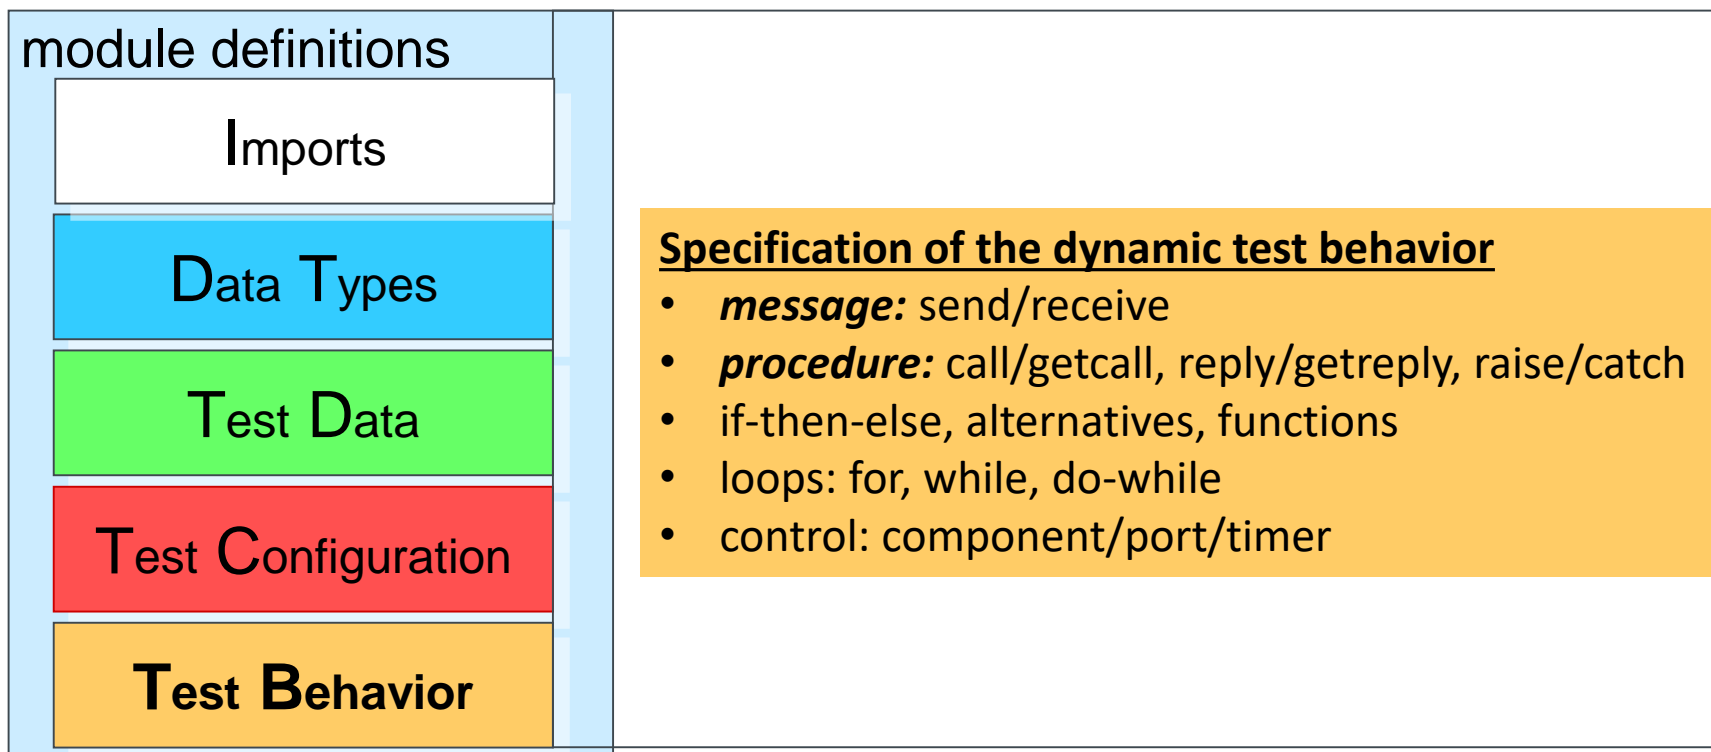 module definitions
Imports
Data Types
Test Data
Test Configuration
Test Behavior
Specification of the dynamic test behavior
• message: send/receive
• procedure: call/getcall, reply/getreply, raise/catch
• if-then-else, alternatives, functions
• loops: for, while, do-while
• control: component/port/timer